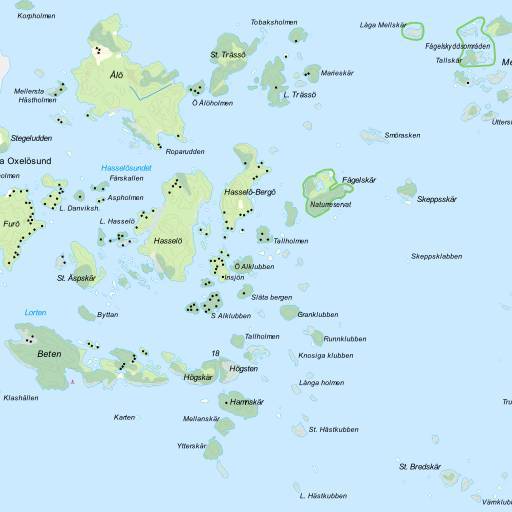 Korpholmen
Tobaksholmen
Låga Mellskär
Fågelskyddsområden
Tallskär
St. Trässö
Ålö
Marieskär
Mellersta
Hästholmen
L. Trässö
Ö Ålöholmen
Stegeludden
Smörasken
Roparudden
a Oxelösund
Hasselösundet
Färskallen
Fågelskär
Hasselö-Bergö
Aspholmen
Skeppsskär
L. Danviksh.
Naturreservat
L. Hasselö
Furö
Hasselö
Tallholmen
Skeppsklabben
Ö Alklubben
Insjön
St. Äspskär
Släta bergen
Lorten
Byttan
S Alklubben
Granklubben
Tallholmen
Runnklubben
Beten
18
Knosiga klubben
Högsten
Högskär
Långa holmen
Klashällen
Hamnskär
Karten
Mellanskär
St. Hästkubben
Ytterskär
St. Bredskär
L. Hästkubben